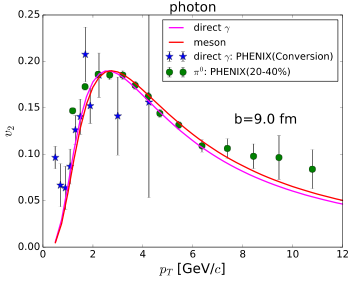 photon
0.25
0.20
0.15
0.10
0.05
0.00
v₂
direct γ
meson
direct γ: PHENIX(Conversion)
π⁰: PHENIX(20-40%)
b=9.0 fm
0 2 4 6 8 10 12
p_T [GeV/c]